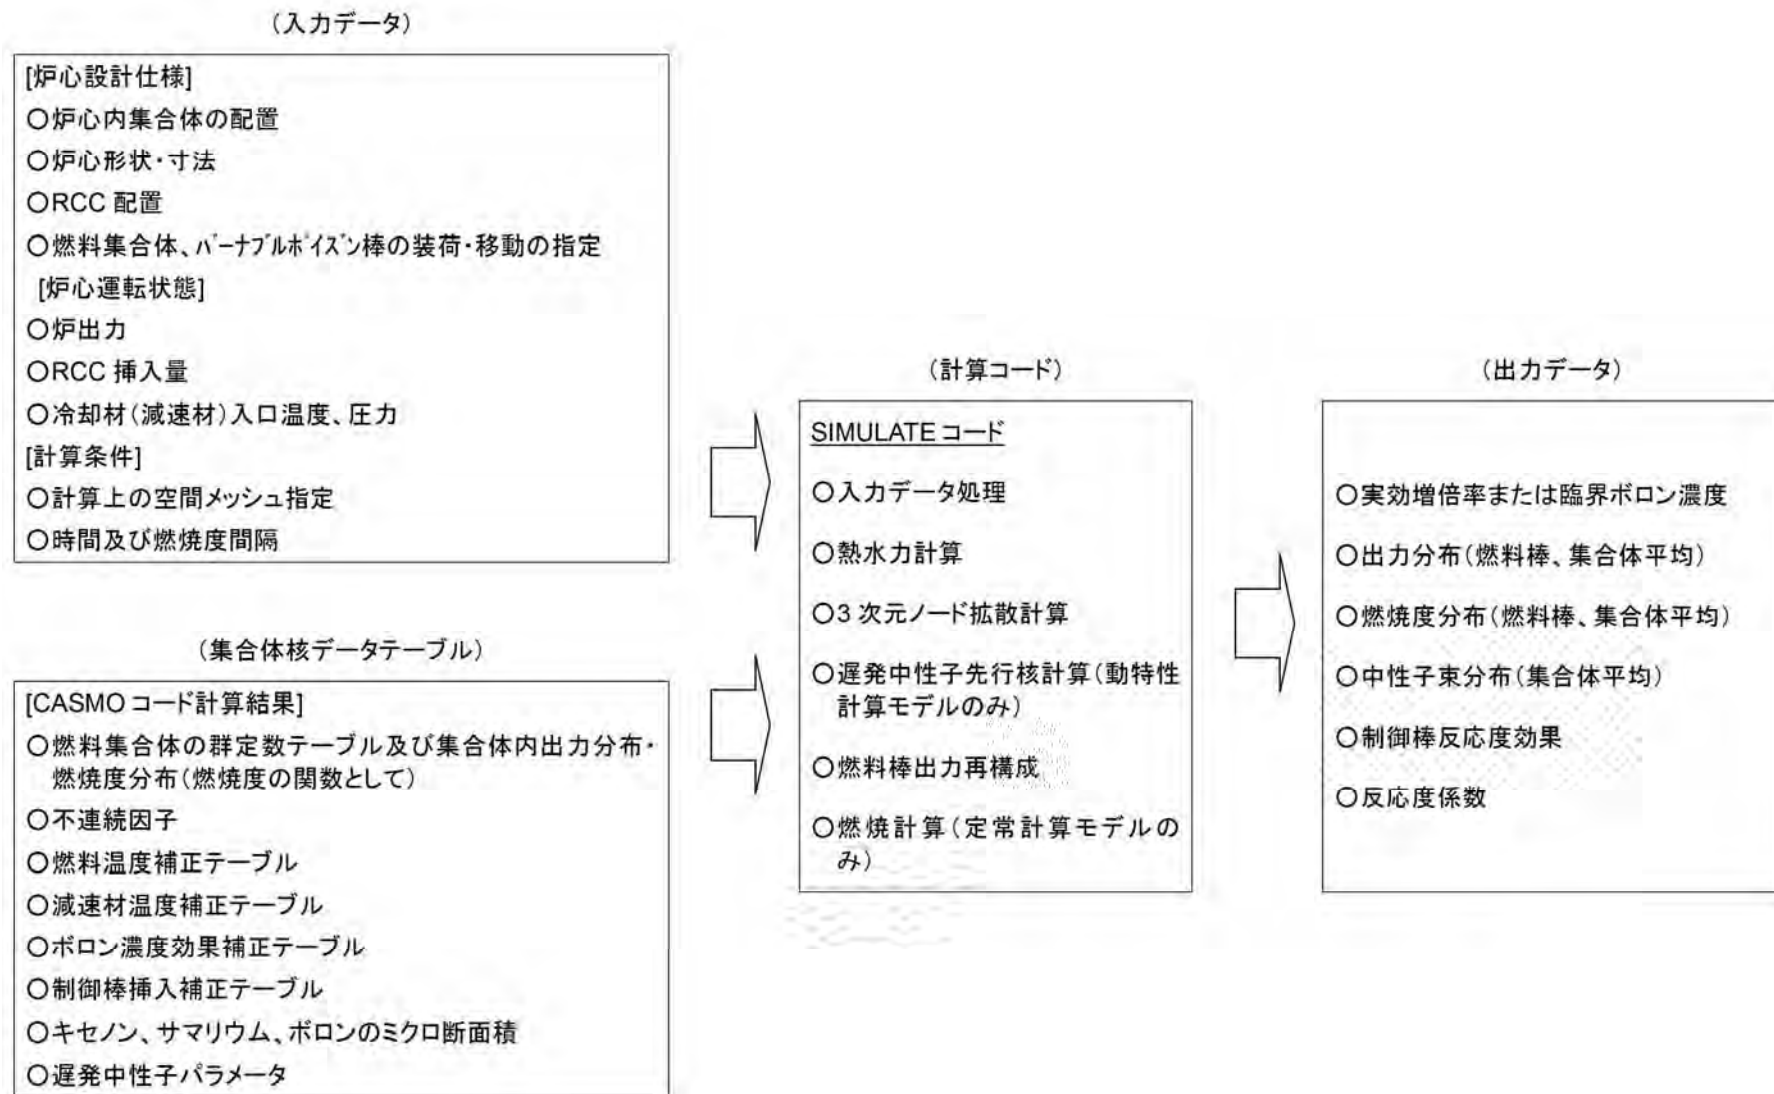 (入力データ)
[炉心設計仕様]
○炉心内集合体の配置
○炉心形状・寸法
○RCC 配置
○燃料集合体、バーナブルポイズン棒の装荷・移動の指定
[炉心運転状態]
○炉出力
○RCC 挿入量
○冷却材(減速材)入口温度、圧力
[計算条件]
○計算上の空間メッシュ指定
○時間及び燃焼度間隔
(集合体核データテーブル)
[CASMO コード計算結果]
○燃料集合体の群定数テーブル及び集合体内出力分布・
燃焼度分布(燃焼度の関数として)
○不連続因子
○燃料温度補正テーブル
○減速材温度補正テーブル
○ボロン濃度効果補正テーブル
○制御棒挿入補正テーブル
○キセノン、サマリウム、ボロンのミクロ断面積
○遅発中性子パラメータ
(計算コード)
SIMULATE コード
○入力データ処理
○熱水力計算
○3 次元ノード拡散計算
○遅発中性子先行核計算(動特性
計算モデルのみ)
○燃料棒出力再構成
○燃焼計算(定常計算モデルの
み)
(出力データ)
○実効増倍率または臨界ボロン濃度
○出力分布(燃料棒、集合体平均)
○燃焼度分布(燃料棒、集合体平均)
○中性子束分布(集合体平均)
○制御棒反応度効果
○反応度係数